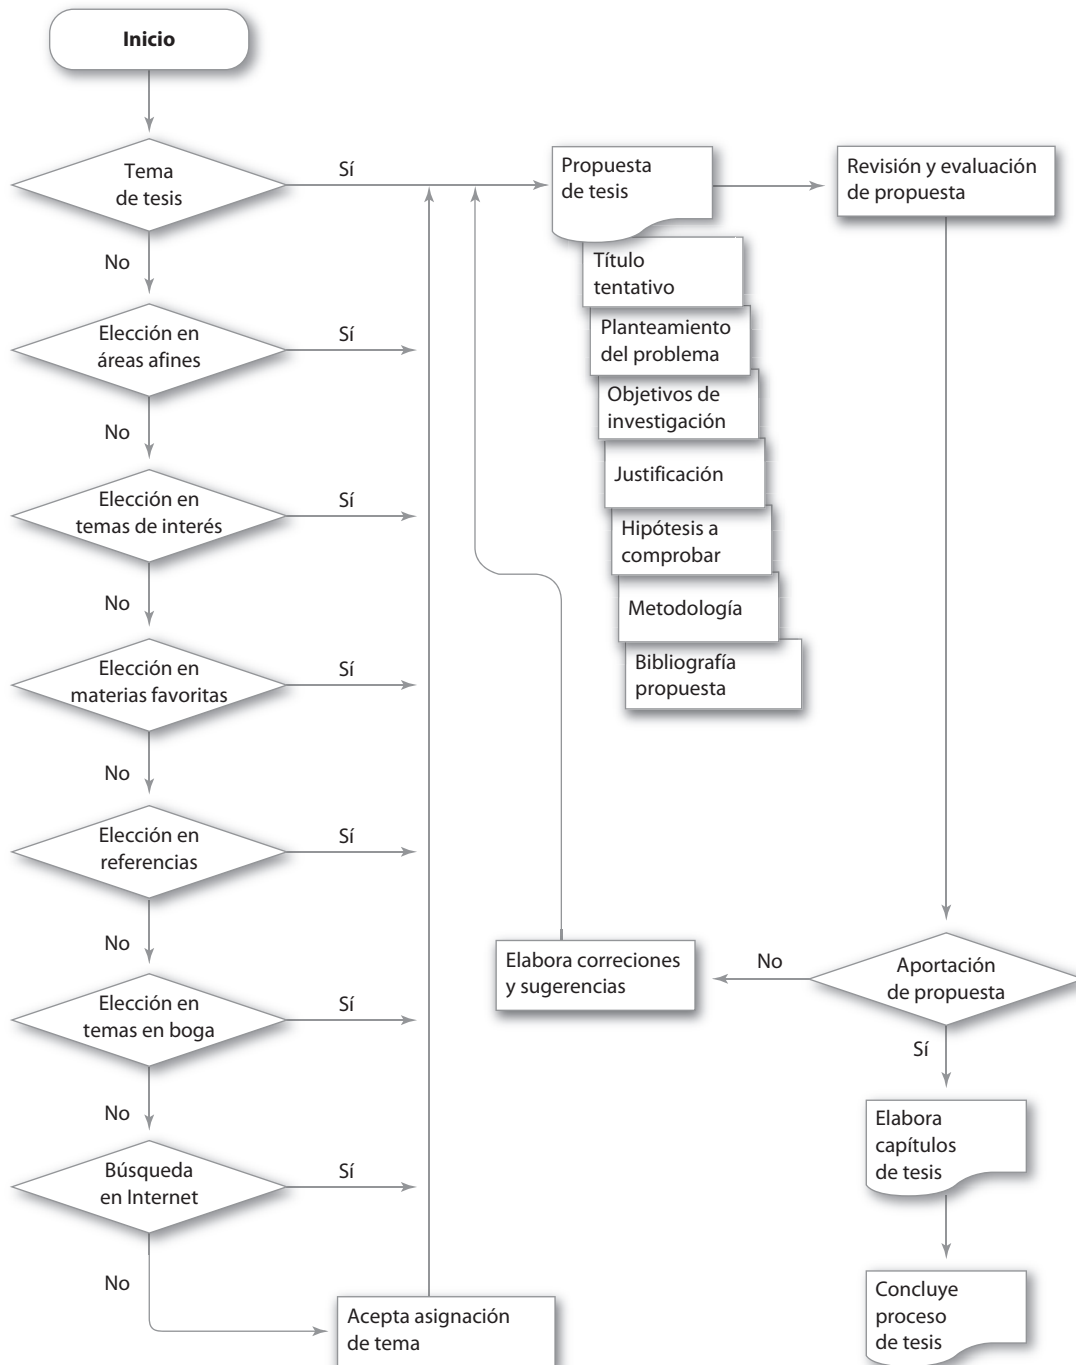 Inicio
Tema
de tesis
Sí
No
Elección en
áreas afines
Sí
No
Elección en
temas de interés
Sí
No
Elección en
materias favoritas
Sí
No
Elección en
referencias
Sí
No
Elección en
temas en boga
Sí
No
Búsqueda
en Internet
Sí
No
Acepta asignación
de tema
Propuesta
de tesis
Título
tentativo
Planteamiento
del problema
Objetivos de
investigación
Justificación
Hipótesis a
comprobar
Metodología
Bibliografía
propuesta
Revisión y evaluación
de propuesta
Aportación
de propuesta
No
Elabora correciones
y sugerencias
Sí
Elabora
capítulos
de tesis
Concluye
proceso
de tesis